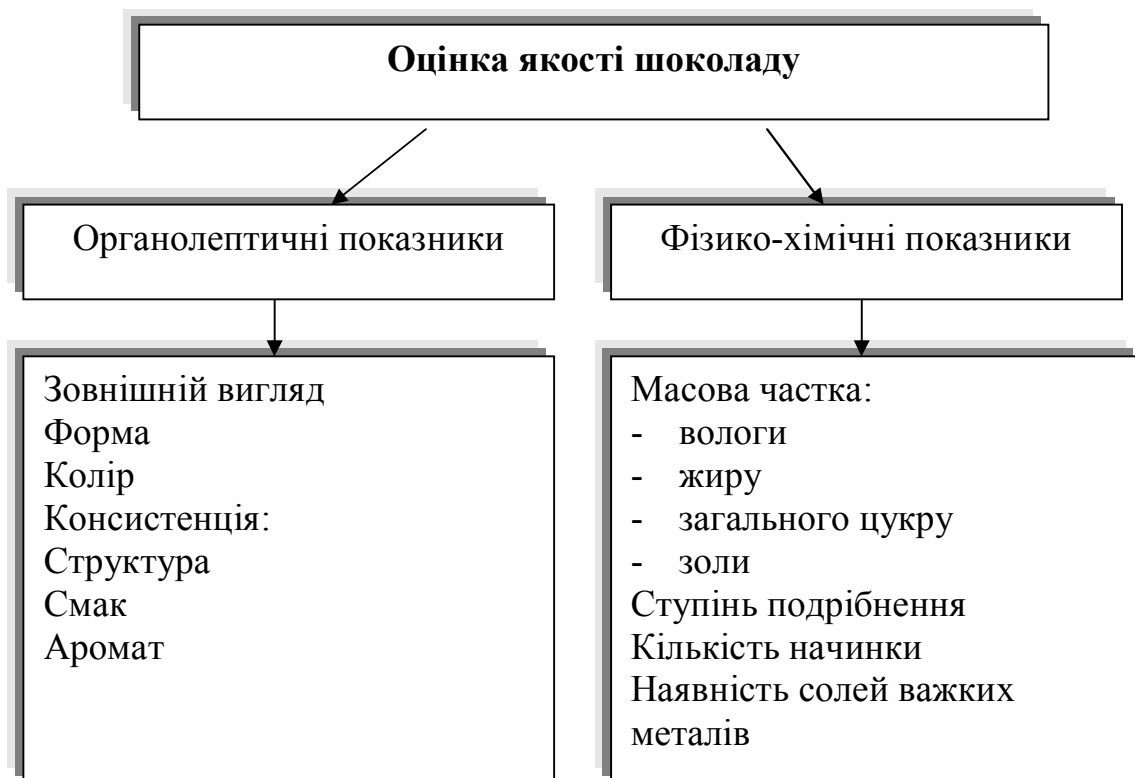 Оцінка якості шоколаду
Органолептичні показники
Фізико-хімічні показники
Зовнішній вигляд
Форма
Колір
Консистенція:
Структура
Смак
Аромат
Масова частка:
- вологи
- жиру
- загального цукру
- золи
Ступінь подрібнення
Кількість начинки
Наявність солей важких
металів